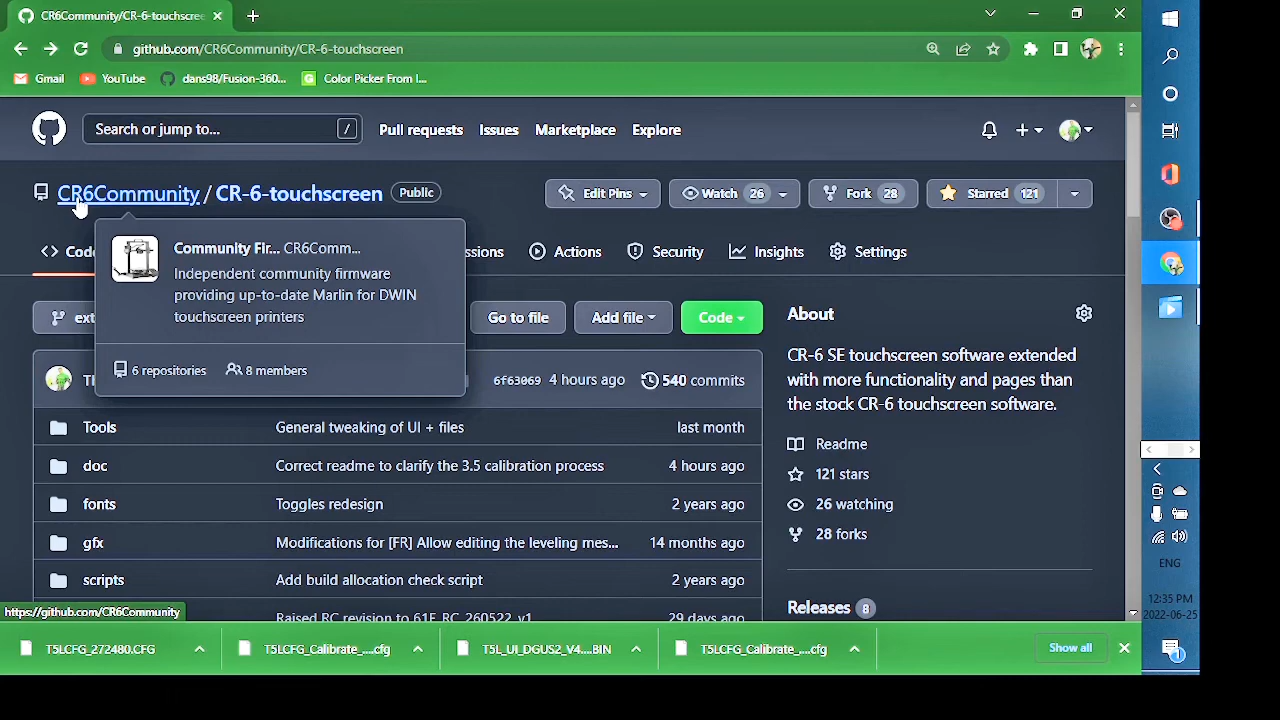 CR6Community/CR-6-touchscree
github.com/CR6Community/CR-6-touchscreen
Gmail
YouTube
dans98/Fusion-360...
Color Picker From I...
Search or jump to...
/
Pull requests
Issues
Marketplace
Explore
CR6Community / CR-6-touchscreen
Public
Edit Pins
Watch 26
Fork 28
Starred 121
Actions
Security
Insights
Settings
Community Fir... CR6Comm...
Independent community firmware
providing up-to-date Marlin for DWIN
touchscreen printers
6 repositories
8 members
Go to file
Add file
Code
About
CR-6 SE touchscreen software extended
with more functionality and pages than
the stock CR-6 touchscreen software.
6f63069 4 hours ago
540 commits
Tools
General tweaking of UI + files
last month
doc
Correct readme to clarify the 3.5 calibration process
4 hours ago
fonts
Toggles redesign
2 years ago
gfx
Modifications for [FR] Allow editing the leveling mes...
14 months ago
scripts
Add build allocation check script
2 years ago
Raised RC revision to 61F_RC_260522_v1
29 days ago
Readme
121 stars
26 watching
28 forks
Releases 8
https://github.com/CR6Community
T5LCFG_272480.CFG
T5LCFG_Calibrate_....cfg
T5L_UI_DGUS2_V4....BIN
T5LCFG_Calibrate_....cfg
Show all
ENG
12:35 PM
2022-06-25
1